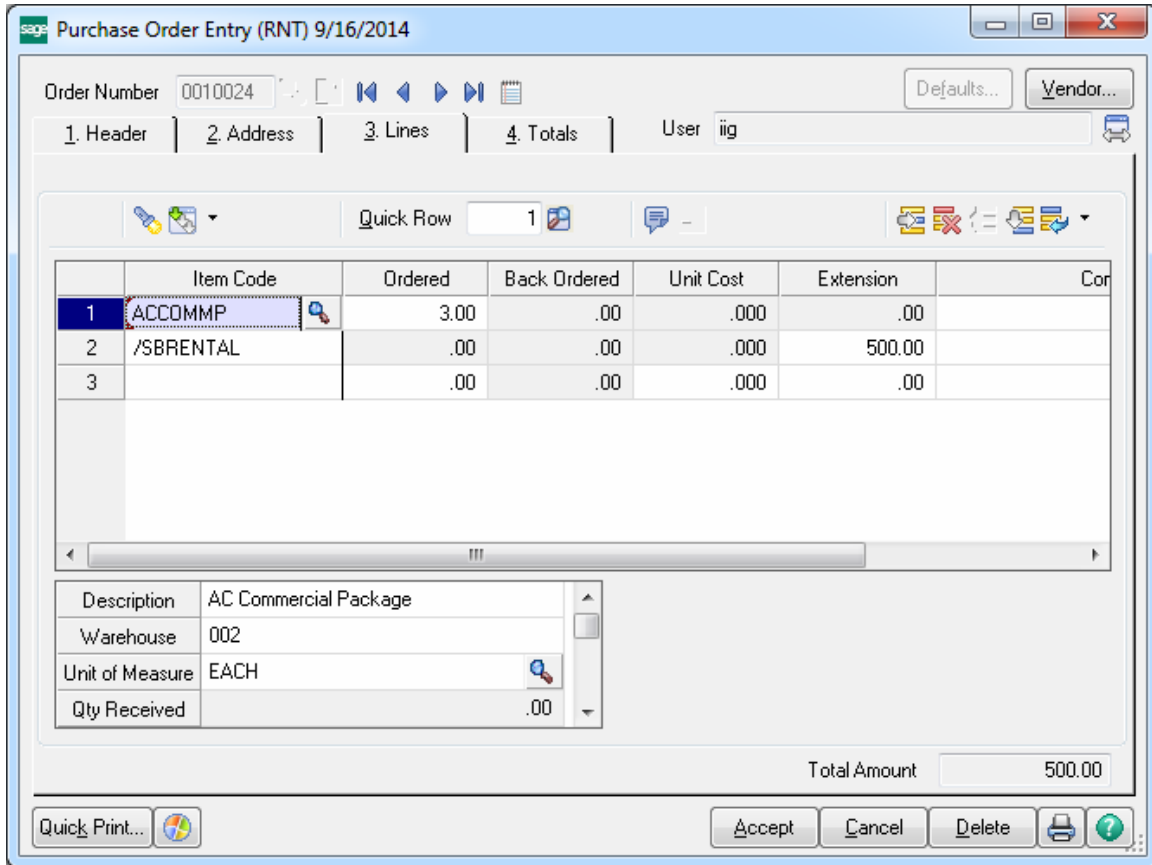 sage Purchase Order Entry (RNT) 9/16/2014
Order Number 0010024 Defaults... Vendor...
1. Header 2. Address 3. Lines 4. Totals User iig
Quick Row 1
Item Code Ordered Back Ordered Unit Cost Extension Cor
1 ACCOMMP 3.00 .00 .000 .00
2 /SBRENTAL .00 .00 .000 500.00
3 .00 .00 .000 .00
Description AC Commercial Package
Warehouse 002
Unit of Measure EACH
Qty Received .00
Total Amount 500.00
Quick Print... Accept Cancel Delete